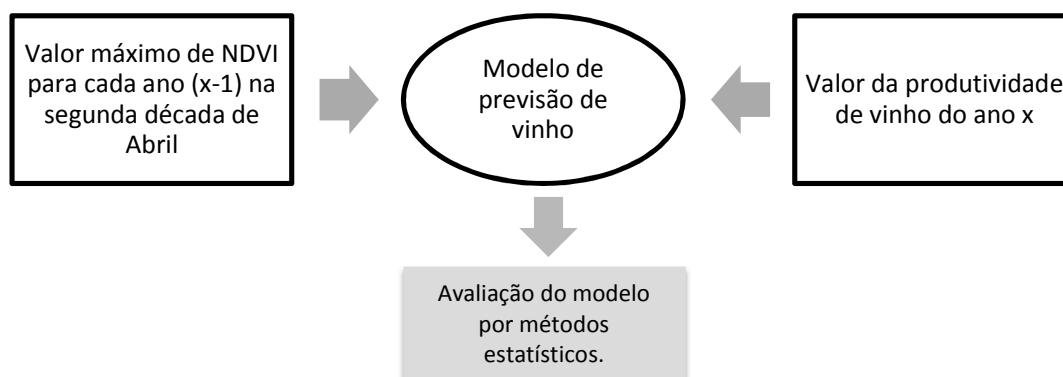 Valor máximo de NDVI
para cada ano (x-1) na
segunda década de
Abril
Modelo de
previsão de
vinho
Valor da produtividade
de vinho do ano x
Avaliação do modelo
por métodos
estatísticos.